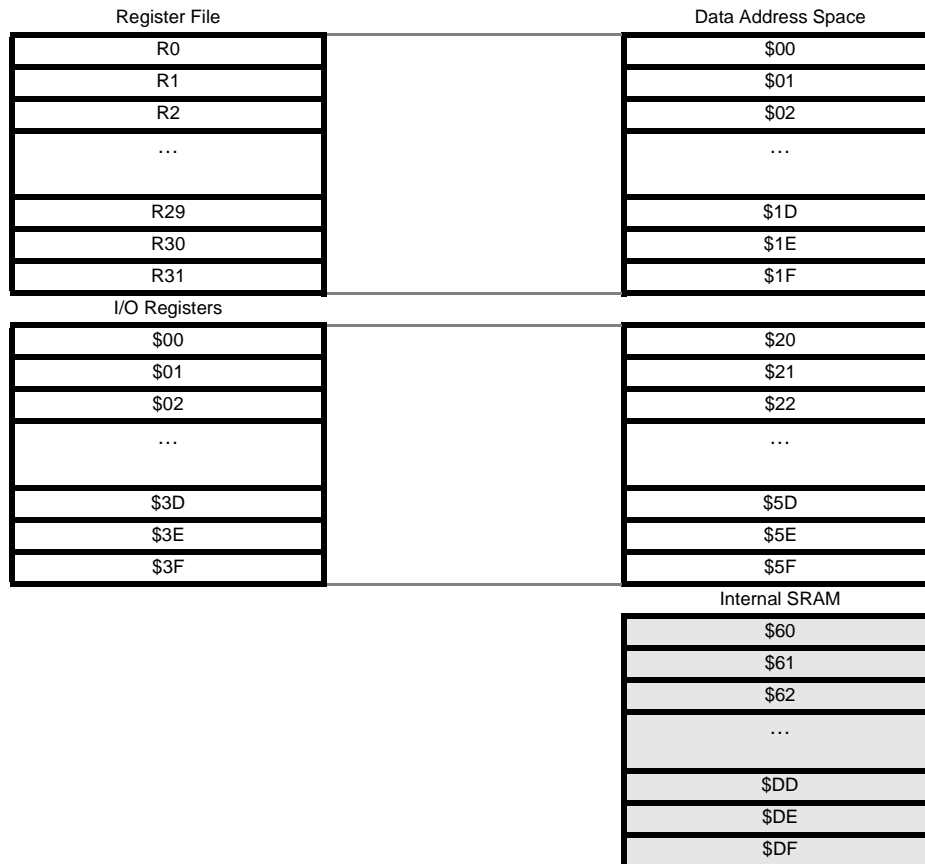 Register File Data Address Space
R0 $00
R1 $01
R2 $02
… …
R29 $1D
R30 $1E
R31 $1F
I/O Registers
$00 $20
$01 $21
$02 $22
… …
$3D $5D
$3E $5E
$3F $5F
Internal SRAM
$60
$61
$62
…
$DD
$DE
$DF